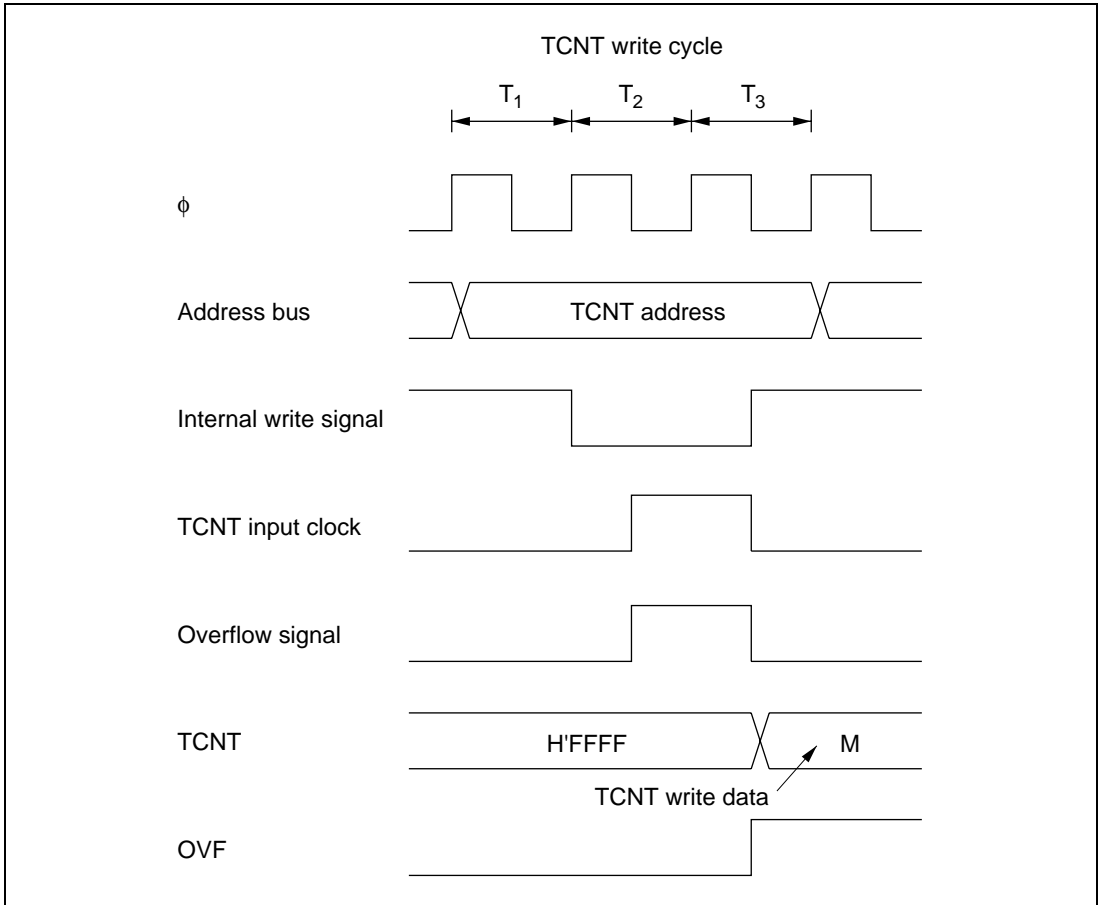 TCNT write cycle
T1 T2 T3
φ
Address bus TCNT address
Internal write signal
TCNT input clock
Overflow signal
TCNT H'FFFF M
TCNT write data
OVF